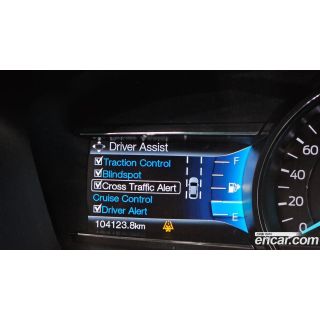 Driver Assist
Traction Control
Blindspot
Cross Traffic Alert
Cruise Control
Driver Alert
104123.8km
F
E
60
40
20
0
encar.com